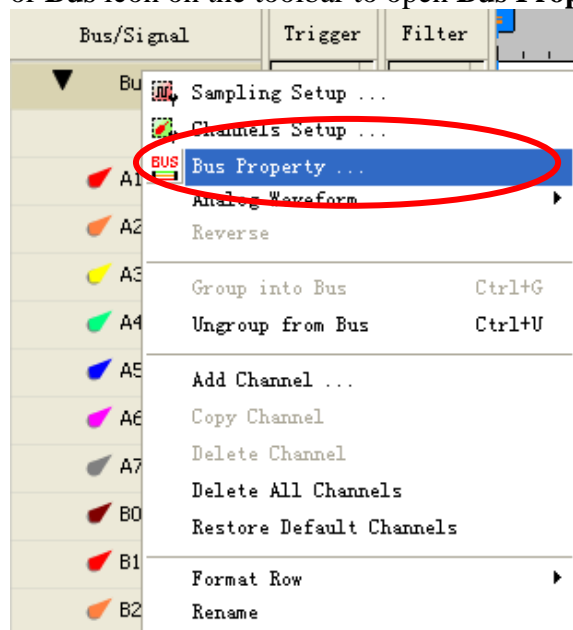 or Bus icon on the toolbar to open Bus Prop
Bus/Signal Trigger Filter
Bu
Sampling Setup ...
Channels Setup ...
BUS Bus Property ...
A1
Analog Waveform
A2
Reverse
A3
Group into Bus Ctrl+G
A4
Ungroup from Bus Ctrl+U
A5
Add Channel ...
A6
Copy Channel
A7
Delete Channel
B0
Delete All Channels
Restore Default Channels
B1
Format Row
B2
Rename